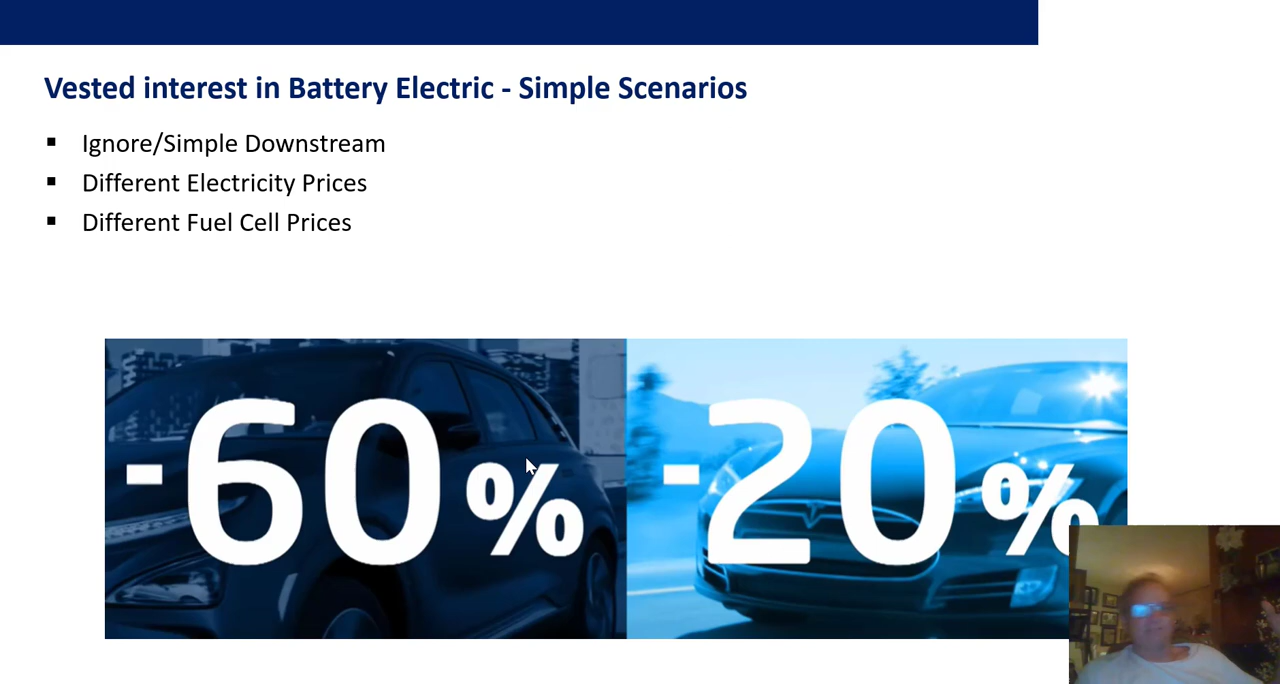 Vested interest in Battery Electric - Simple Scenarios
▪ Ignore/Simple Downstream
▪ Different Electricity Prices
▪ Different Fuel Cell Prices
-60% -20%